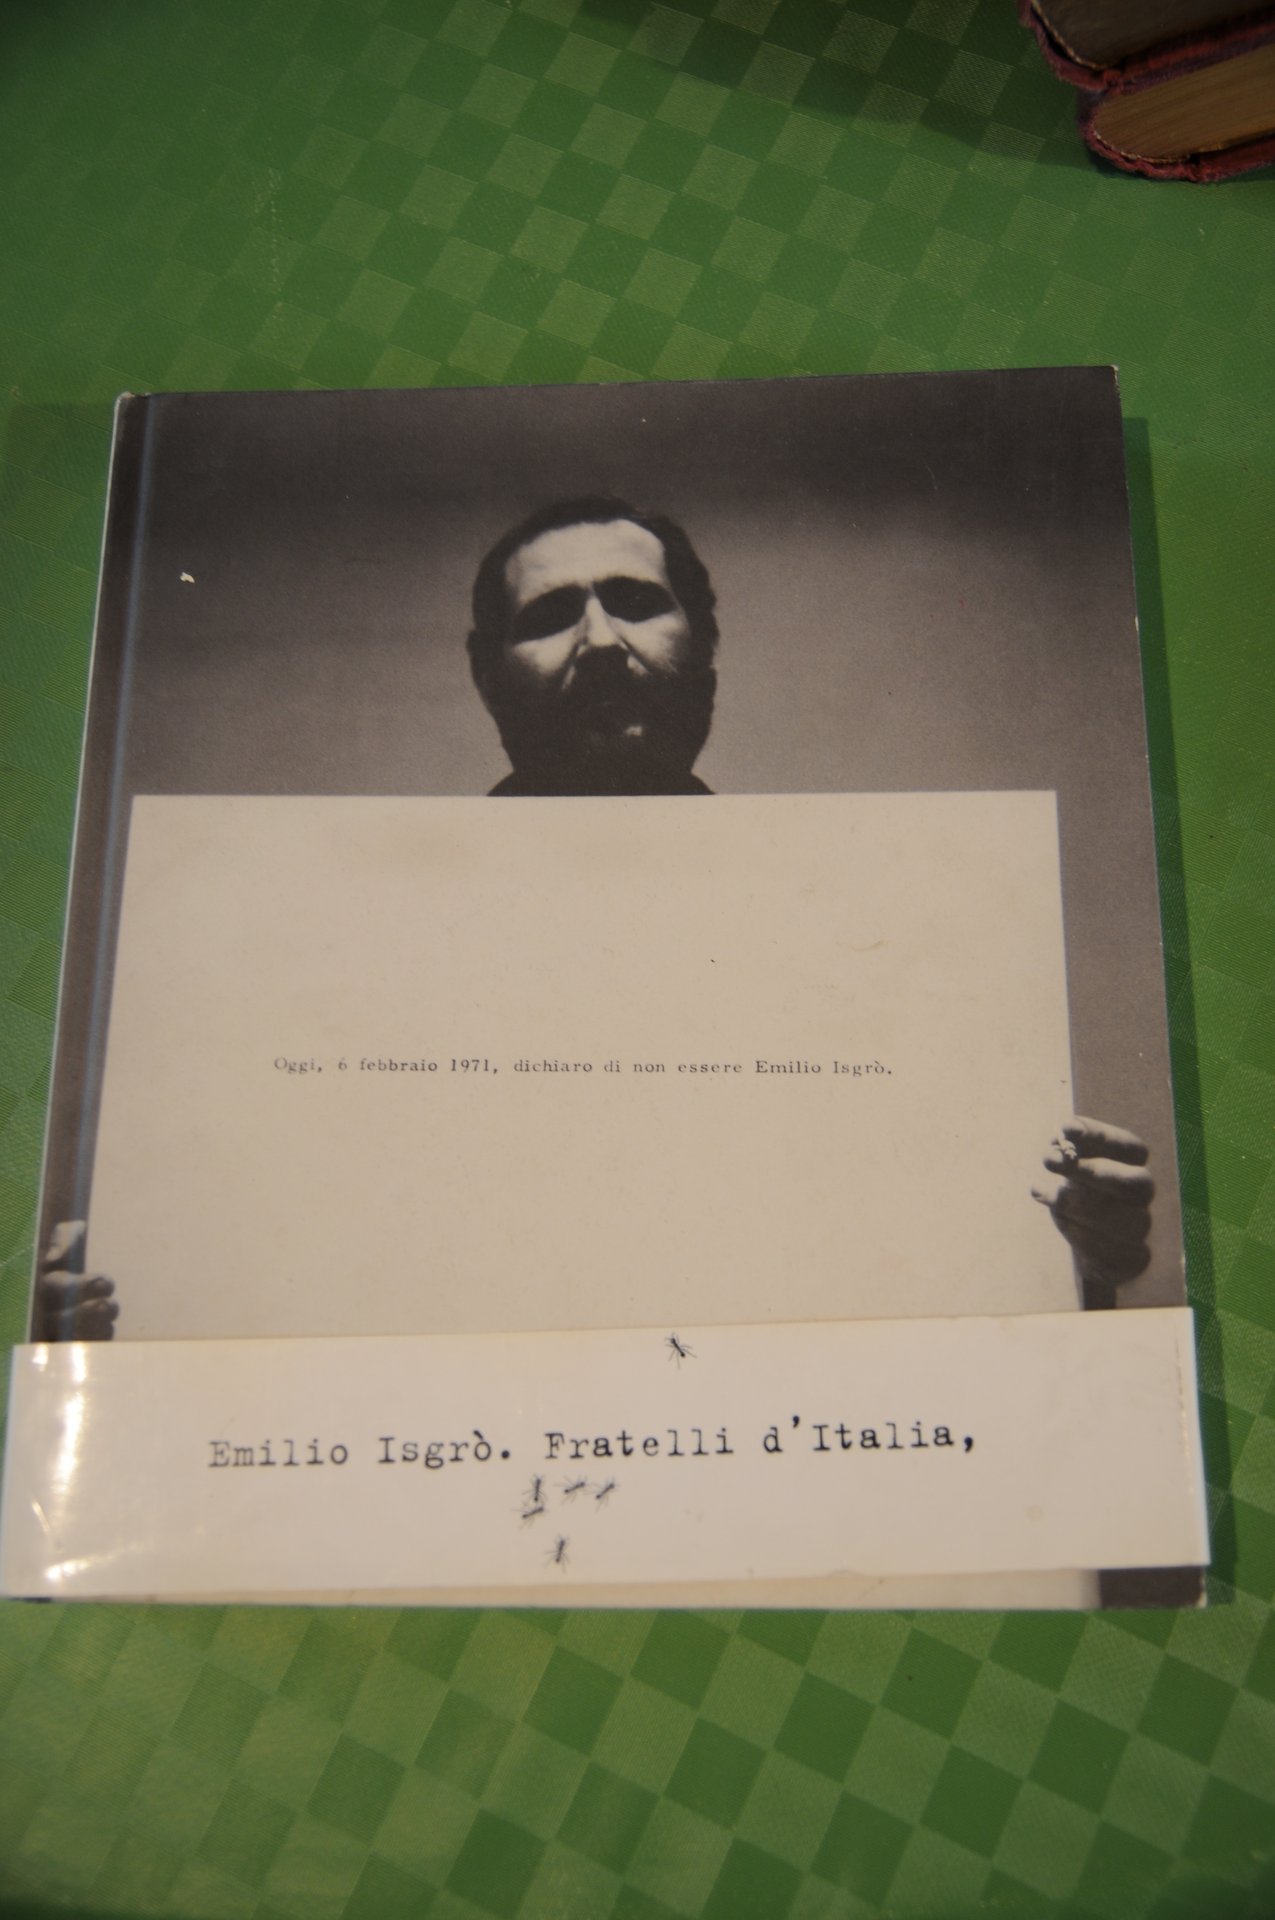 Oggi, 6 febbraio 1971, dichiaro di non essere Emilio Isgrò.
Emilio Isgrò. Fratelli d'Italia,